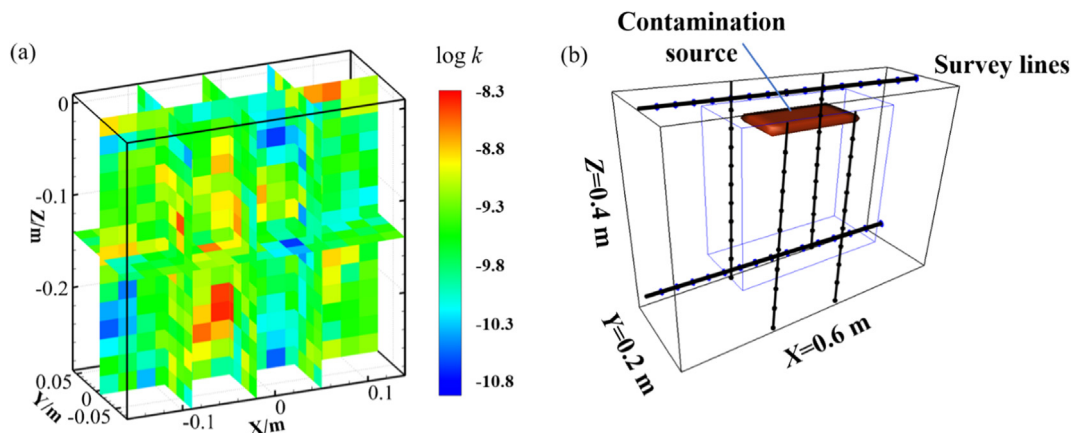 (a)
log k
-8.3
-8.8
-9.3
-9.8
-10.3
-10.8
0
-0.1
-0.2
Z/m
0.05
0
-0.05
Y/m
-0.1
0
0.1
X/m
(b)
Contamination
source
Survey lines
Z=0.4 m
Y=0.2 m
X=0.6 m